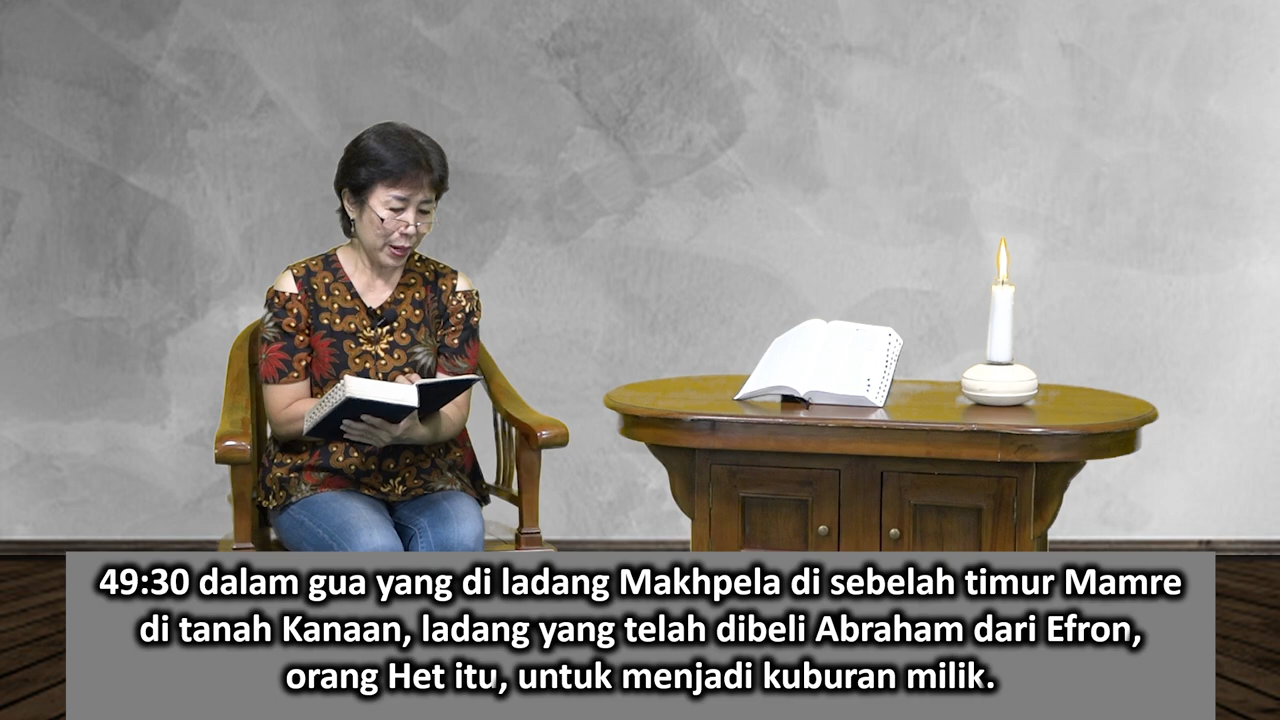 49:30 dalam gua yang di ladang Makhpela di sebelah timur Mamre
di tanah Kanaan, ladang yang telah dibeli Abraham dari Efron,
orang Het itu, untuk menjadi kuburan milik.